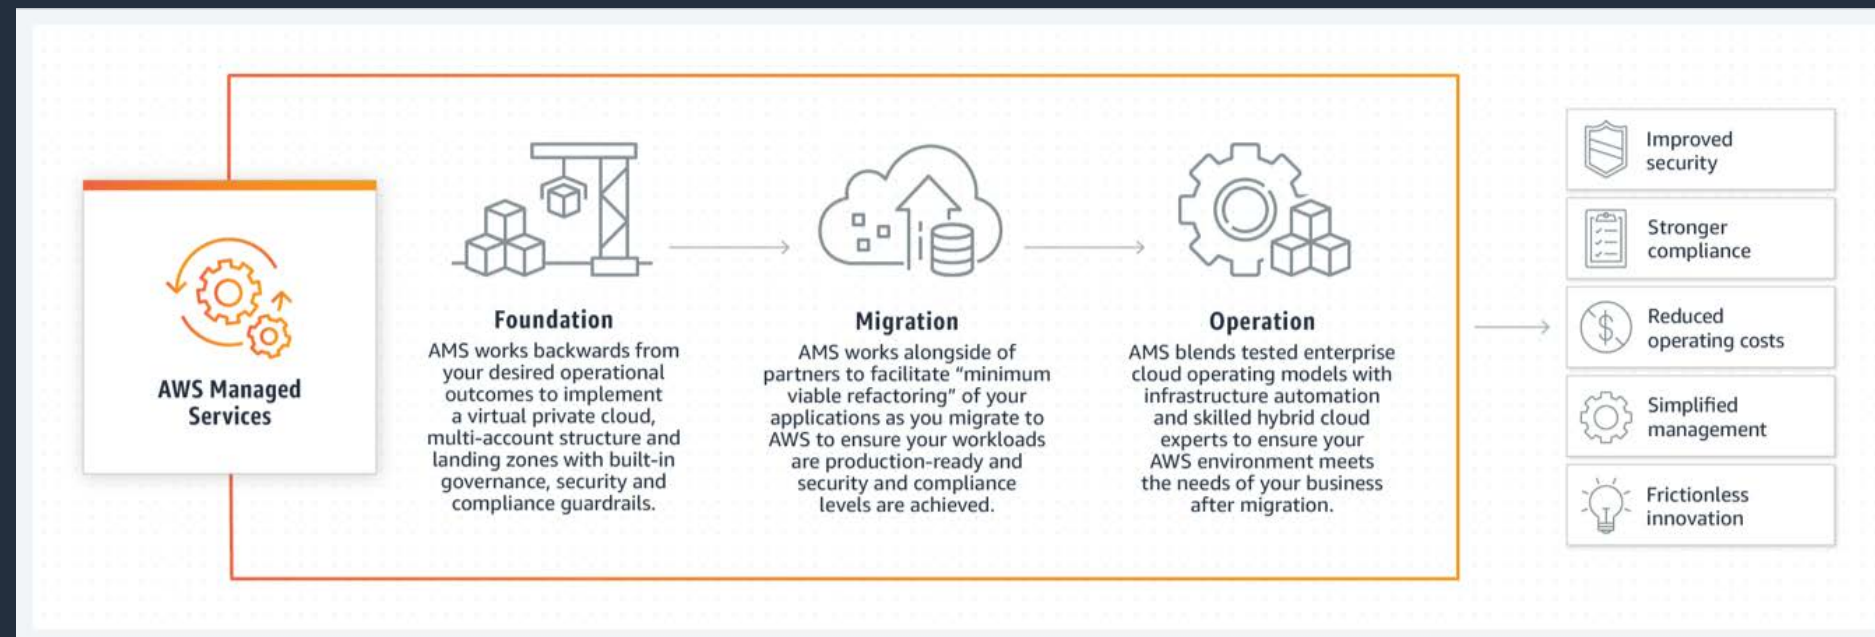 AWS Managed
Services
Foundation
AMS works backwards from
your desired operational
outcomes to implement
a virtual private cloud,
multi-account structure and
landing zones with built-in
governance, security and
compliance guardrails.
Migration
AMS works alongside of
partners to facilitate “minimum
viable refactoring” of your
applications as you migrate to
AWS to ensure your workloads
are production-ready and
security and compliance
levels are achieved.
Operation
AMS blends tested enterprise
cloud operating models with
infrastructure automation
and skilled hybrid cloud
experts to ensure your
AWS environment meets
the needs of your business
after migration.
Improved
security
Stronger
compliance
$
Reduced
operating costs
Simplified
management
Frictionless
innovation